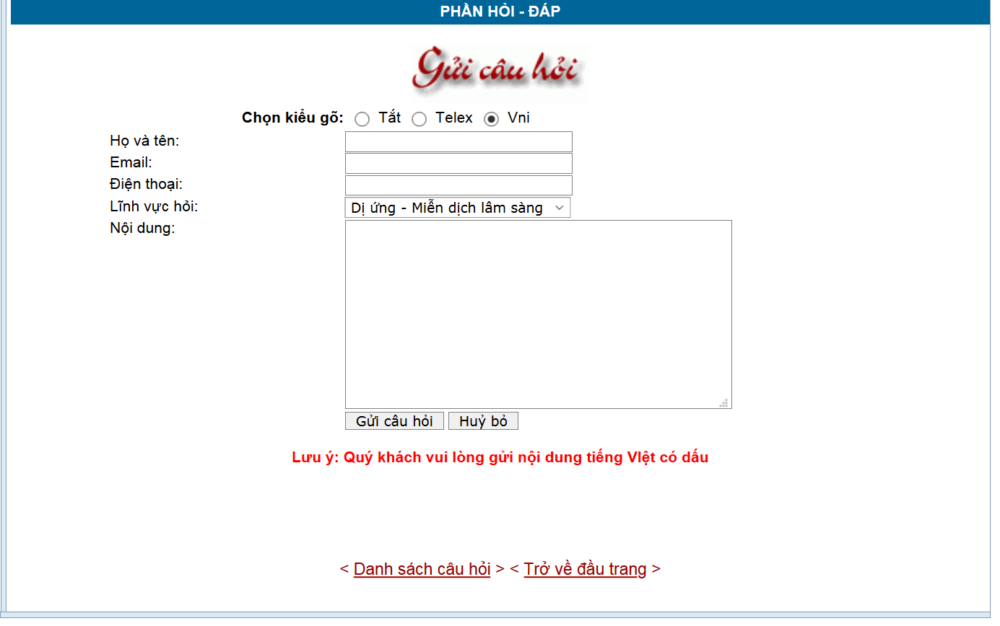 PHẦN HỎI - ĐÁP
Gửi câu hỏi
Chọn kiểu gõ: Tắt Telex Vni
Họ và tên:
Email:
Điện thoại:
Lĩnh vực hỏi: Dị ứng - Miễn dịch lâm sàng
Nội dung:
Gửi câu hỏi Huỷ bỏ
Lưu ý: Quý khách vui lòng gửi nội dung tiếng VIệt có dấu
< Danh sách câu hỏi > < Trở về đầu trang >